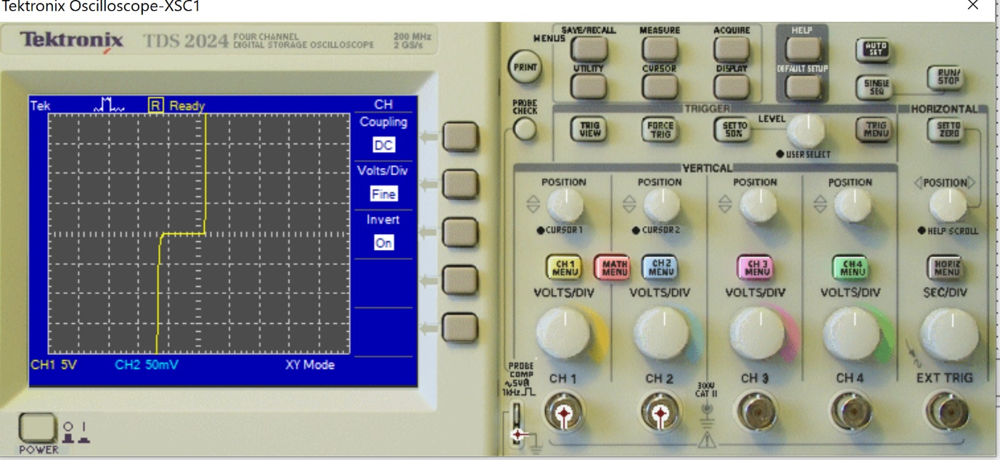 Tektronix Oscilloscope-XSC1
Tektronix TDS 2024 FOUR CHANNEL
DIGITAL STORAGE OSCILLOSCOPE
200 MHz
2 GS/s
Tek R Ready
CH
Coupling
DC
Volts/Div
Fine
Invert
On
CH1 5V CH2 50mV XY Mode
POWER
PRINT
MENUS
SAVE/RECALL MEASURE ACQUIRE
UTILITY CURSOR DISPLAY
HELP
DEFAULT SETUP
AUTO
SET
SINGLE
SEQ
RUN/
STOP
PROBE
CHECK
TRIGGER
TRIG
VIEW
FORCE
TRIG
SET TO
50%
LEVEL
USER SELECT
TRIG
MENU
HORIZONTAL
SET TO
ZERO
VERTICAL
POSITION POSITION POSITION POSITION POSITION
CURSOR 1 CURSOR 2 HELP SCROLL
CH 1
MENU
MATH
MENU
CH 2
MENU
CH 3
MENU
CH 4
MENU
HORIZ
MENU
VOLTS/DIV VOLTS/DIV VOLTS/DIV VOLTS/DIV SEC/DIV
PROBE
COMP
~5V
1kHz
CH 1 CH 2 CH 3 CH 4 EXT TRIG
300V
CAT II